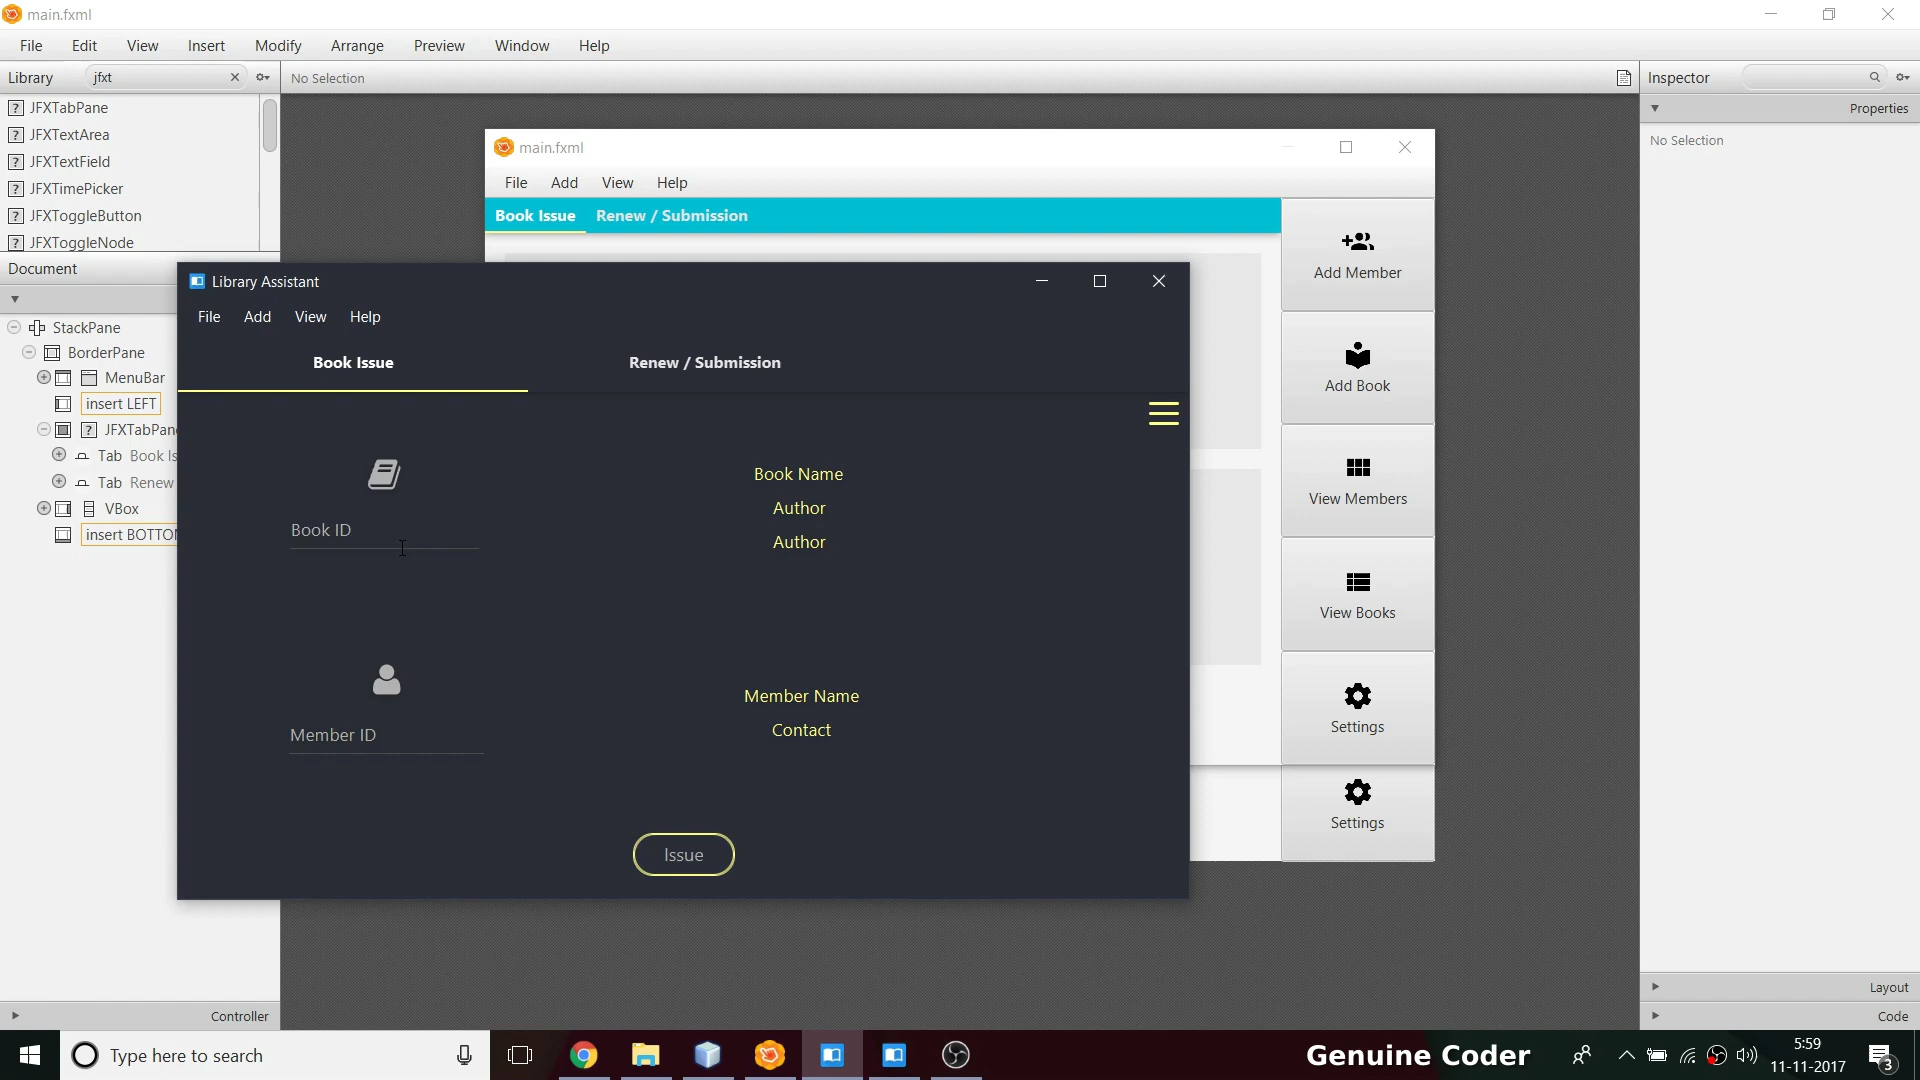 main.fxml
File Edit View Insert Modify Arrange Preview Window Help
Library jfxt
No Selection
Inspector
JFXTabPane
JFXTextArea
JFXTextField
JFXTimePicker
JFXToggleButton
JFXToggleNode
Properties
No Selection
Document
StackPane
BorderPane
MenuBar
insert LEFT
JFXTabPan
Tab Book Is
Tab Renew
VBox
insert BOTTOM
Controller
main.fxml
File Add View Help
Book Issue Renew / Submission
Add Member
Add Book
View Members
View Books
Settings
Settings
Library Assistant
File Add View Help
Book Issue Renew / Submission
Book ID
Book Name
Author
Author
Member ID
Member Name
Contact
Issue
Layout
Code
Type here to search
Genuine Coder
5:59
11-11-2017
3